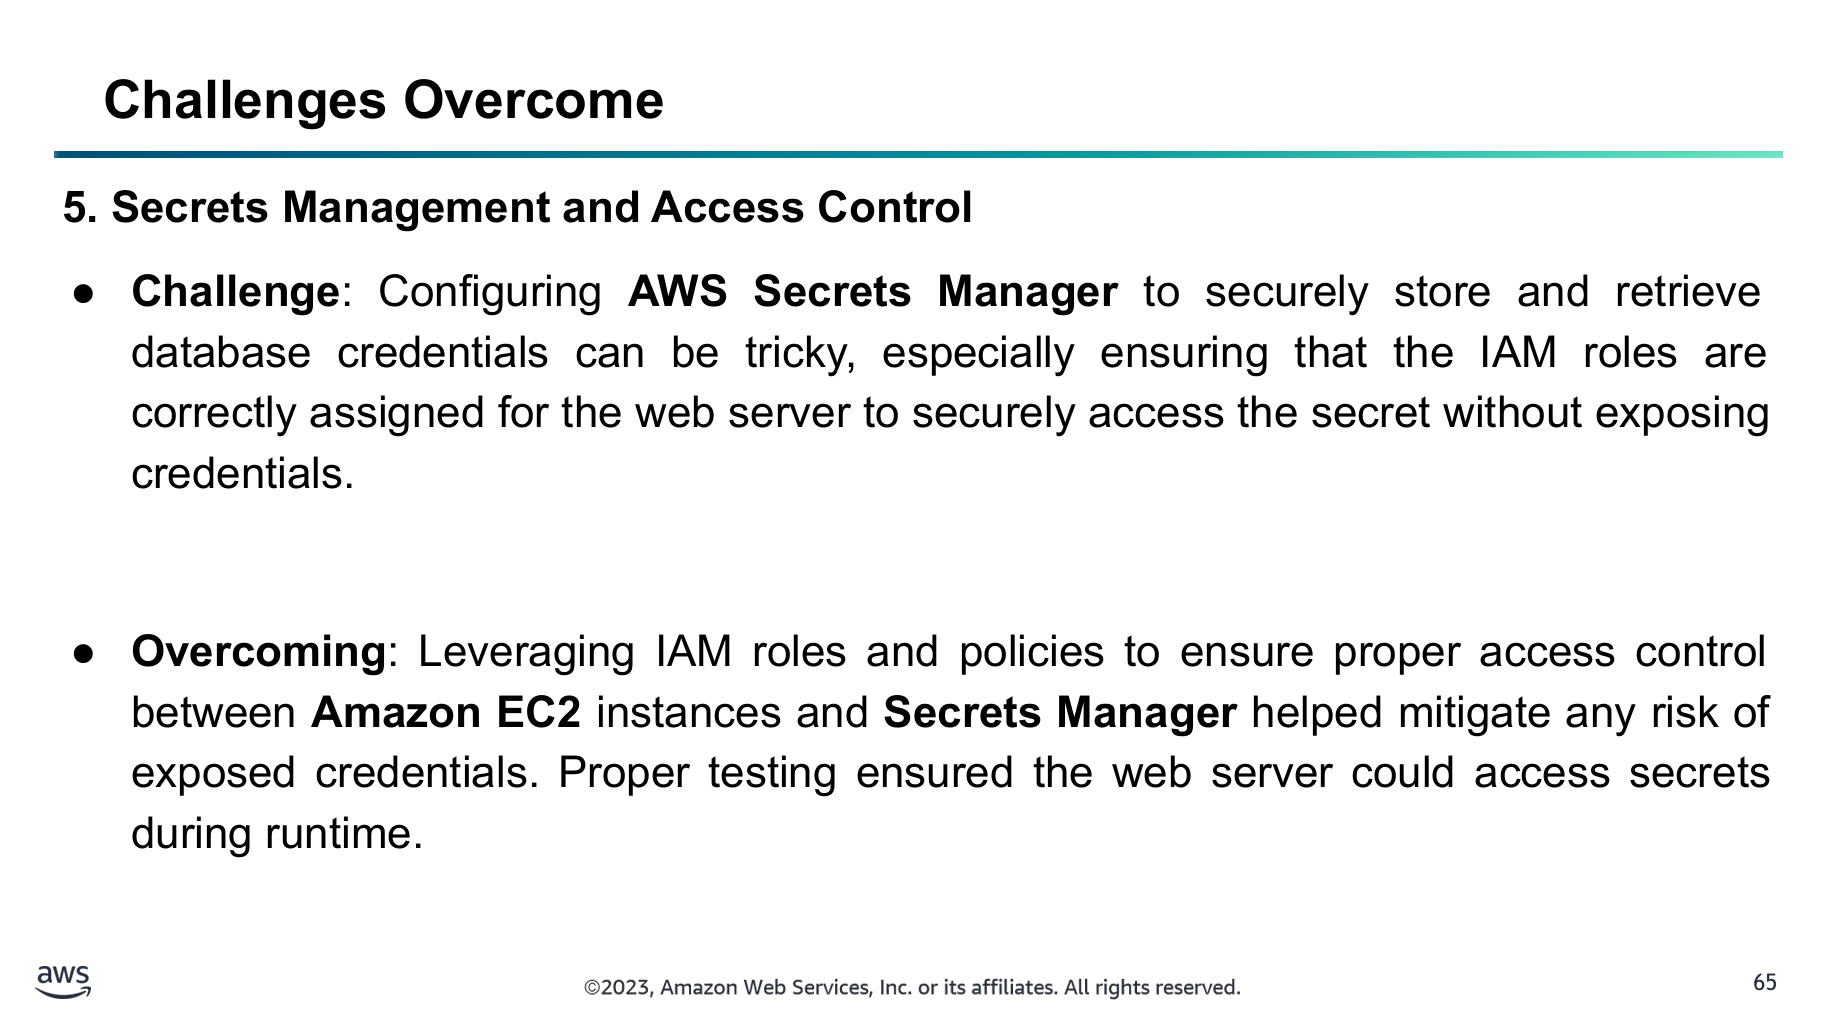 Challenges Overcome
5. Secrets Management and Access Control
● Challenge: Configuring AWS Secrets Manager to securely store and retrieve
database credentials can be tricky, especially ensuring that the IAM roles are
correctly assigned for the web server to securely access the secret without exposing
credentials.
● Overcoming: Leveraging IAM roles and policies to ensure proper access control
between Amazon EC2 instances and Secrets Manager helped mitigate any risk of
exposed credentials. Proper testing ensured the web server could access secrets
during runtime.
aws
©2023, Amazon Web Services, Inc. or its affiliates. All rights reserved.
65